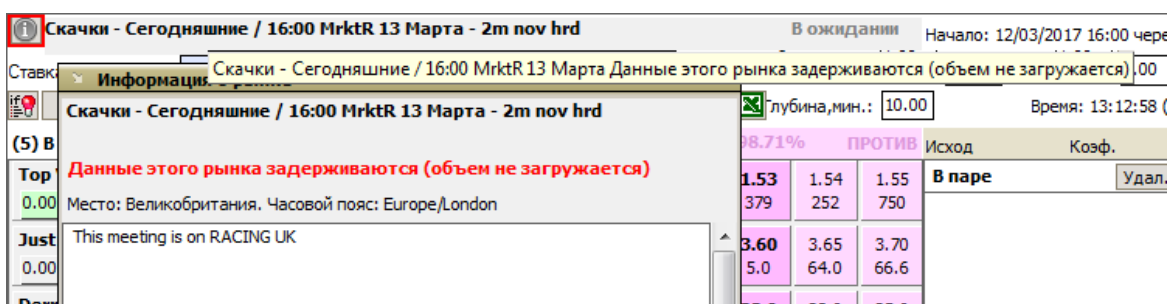 Скачки - Сегодняшние / 16:00 MrktR 13 Марта - 2m nov hrd
В ожидании
Начало: 12/03/2017 16:00
Скачки - Сегодняшние / 16:00 MrktR 13 Марта Данные этого рынка задерживаются (объем не загружается)
.00
Скачки - Сегодняшние / 16:00 MrktR 13 Марта - 2m nov hrd
Глубина,мин.: 10.00
Время: 13:12:58 (
(5) В
98.71%
ПРОТИВ
Исход
Коэф.
Данные этого рынка задерживаются (объем не загружается)
Top
1.53 1.54 1.55
В паре
Удал.
0.00
Место: Великобритания. Часовой пояс: Europe/London
379 252 750
This meeting is on RACING UK
Just
3.60 3.65 3.70
0.00
5.0 64.0 66.6